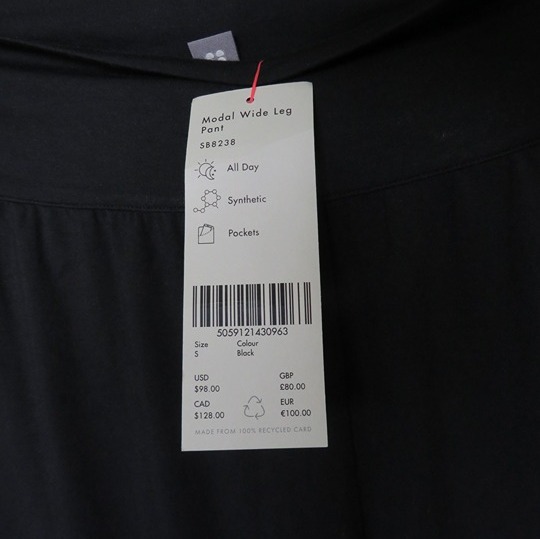 Modal Wide Leg
Pant
SB8238
All Day
Synthetic
Pockets
5059121430963
Size Colour
S Black
USD GBP
$98.00 £80.00
CAD EUR
$128.00 €100.00
MADE FROM 100% RECYCLED CARD